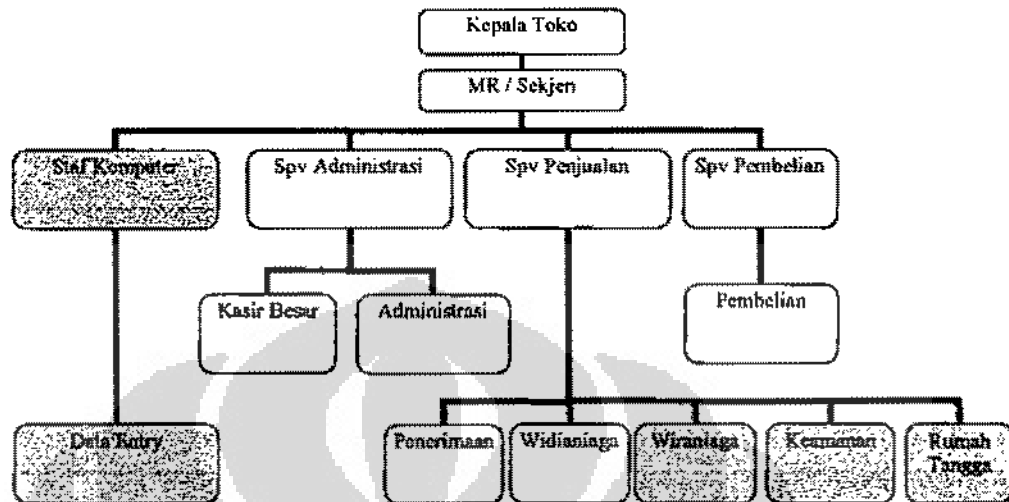 Kepala Toko
MR / Sekjen
Staf Komputer
Spv Administrasi
Spv Penjualan
Spv Pembelian
Kasir Besar
Administrasi
Pembelian
Data Entry
Penerimaan
Widianiaga
Wiraniaga
Keamanan
Rumah
Tangga